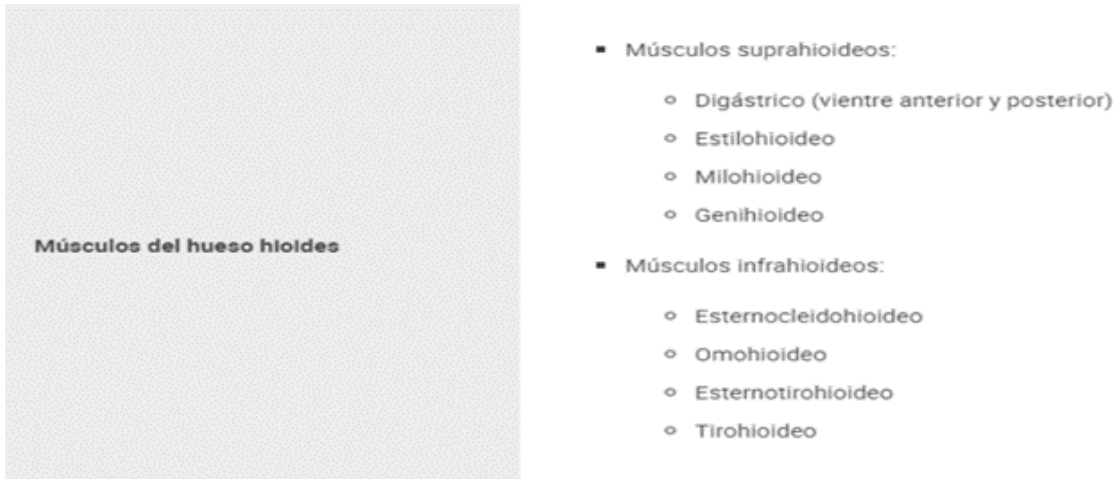 Músculos del hueso hioides
Músculos suprahioideos:
Digástrico (vientre anterior y posterior)
Estilohioideo
Milohioideo
Genihioideo
Músculos infrahioideos:
Esternocleidohioideo
Omohioideo
Esternotirohioideo
Tirohioideo